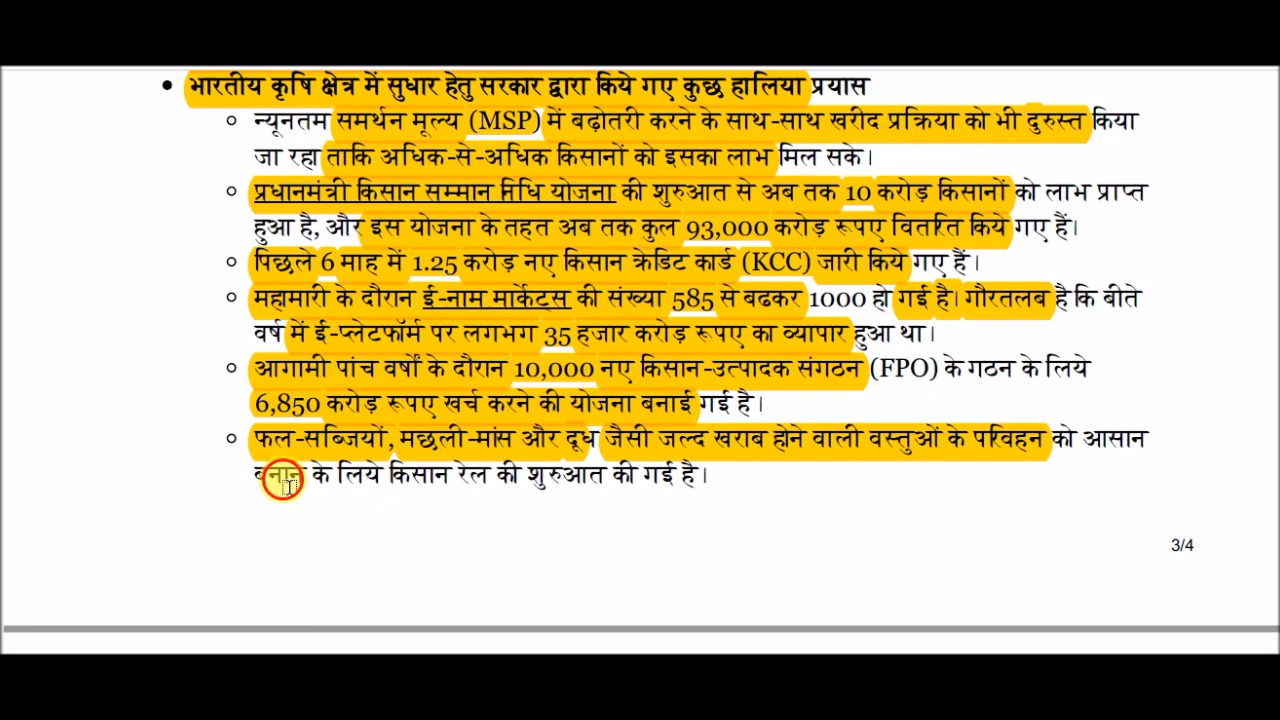 • भारतीय कृषि क्षेत्र में सुधार हेतु सरकार द्वारा किये गए कुछ हालिया प्रयास
○ न्यूनतम समर्थन मूल्य (MSP) में बढ़ोतरी करने के साथ-साथ खरीद प्रक्रिया को भी दुरुस्त किया
जा रहा ताकि अधिक-से-अधिक किसानों को इसका लाभ मिल सके।
○ प्रधानमंत्री किसान सम्मान निधि योजना की शुरुआत से अब तक 10 करोड़ किसानों को लाभ प्राप्त
हुआ है, और इस योजना के तहत अब तक कुल 93,000 करोड़ रूपए वितरित किये गए हैं।
○ पिछले 6 माह में 1.25 करोड़ नए किसान क्रेडिट कार्ड (KCC) जारी किये गए हैं।
○ महामारी के दौरान ई-नाम मार्केट्स की संख्या 585 से बढकर 1000 हो गई है। गौरतलब है कि बीते
वर्ष में ई-प्लेटफॉर्म पर लगभग 35 हजार करोड़ रूपए का व्यापार हुआ था।
○ आगामी पांच वर्षों के दौरान 10,000 नए किसान-उत्पादक संगठन (FPO) के गठन के लिये
6,850 करोड़ रूपए खर्च करने की योजना बनाई गई है।
○ फल-सब्जियों, मछली-मांस और दूध जैसी जल्द खराब होने वाली वस्तुओं के परिवहन को आसान
बनाने के लिये किसान रेल की शुरुआत की गई है।
3/4